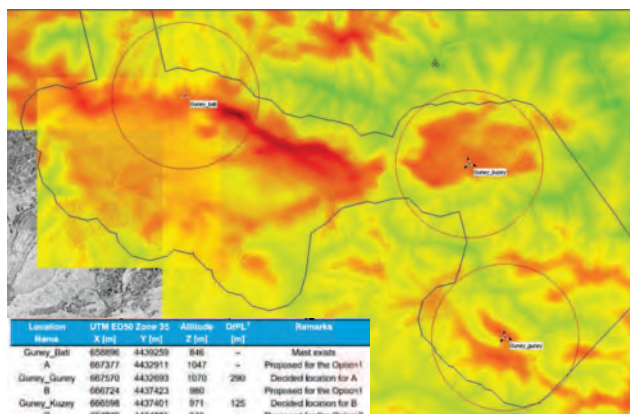 Guney_bati
Guney_kuzey
Guney_guney
Location UTM ED50 Zone 35 Altitude DfPL¹ Remarks
Name X [m] Y [m] Z [m] [m]
Guney_Bati 658896 4439259 846 – Mast exists
A 667377 4432911 1047 – Proposed for the Option1
Guney_Guney 667570 4432693 1070 290 Decided location for A
B 666724 4437423 980 Proposed for the Option1
Guney_Kuzey 666598 4437401 971 125 Decided location for B